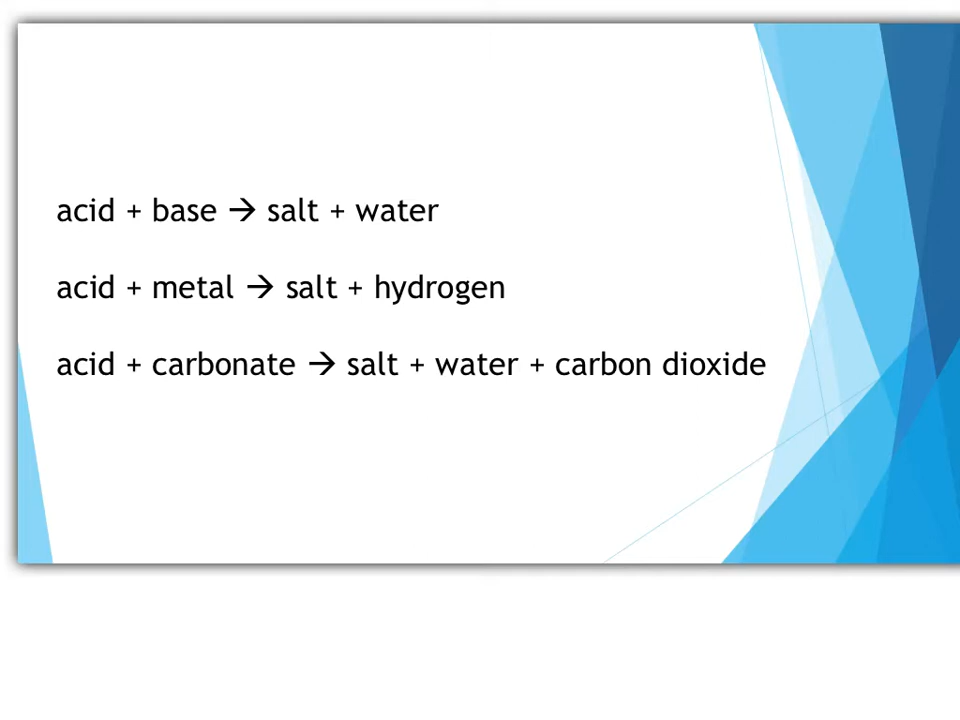 acid + base → salt + water
acid + metal → salt + hydrogen
acid + carbonate → salt + water + carbon dioxide